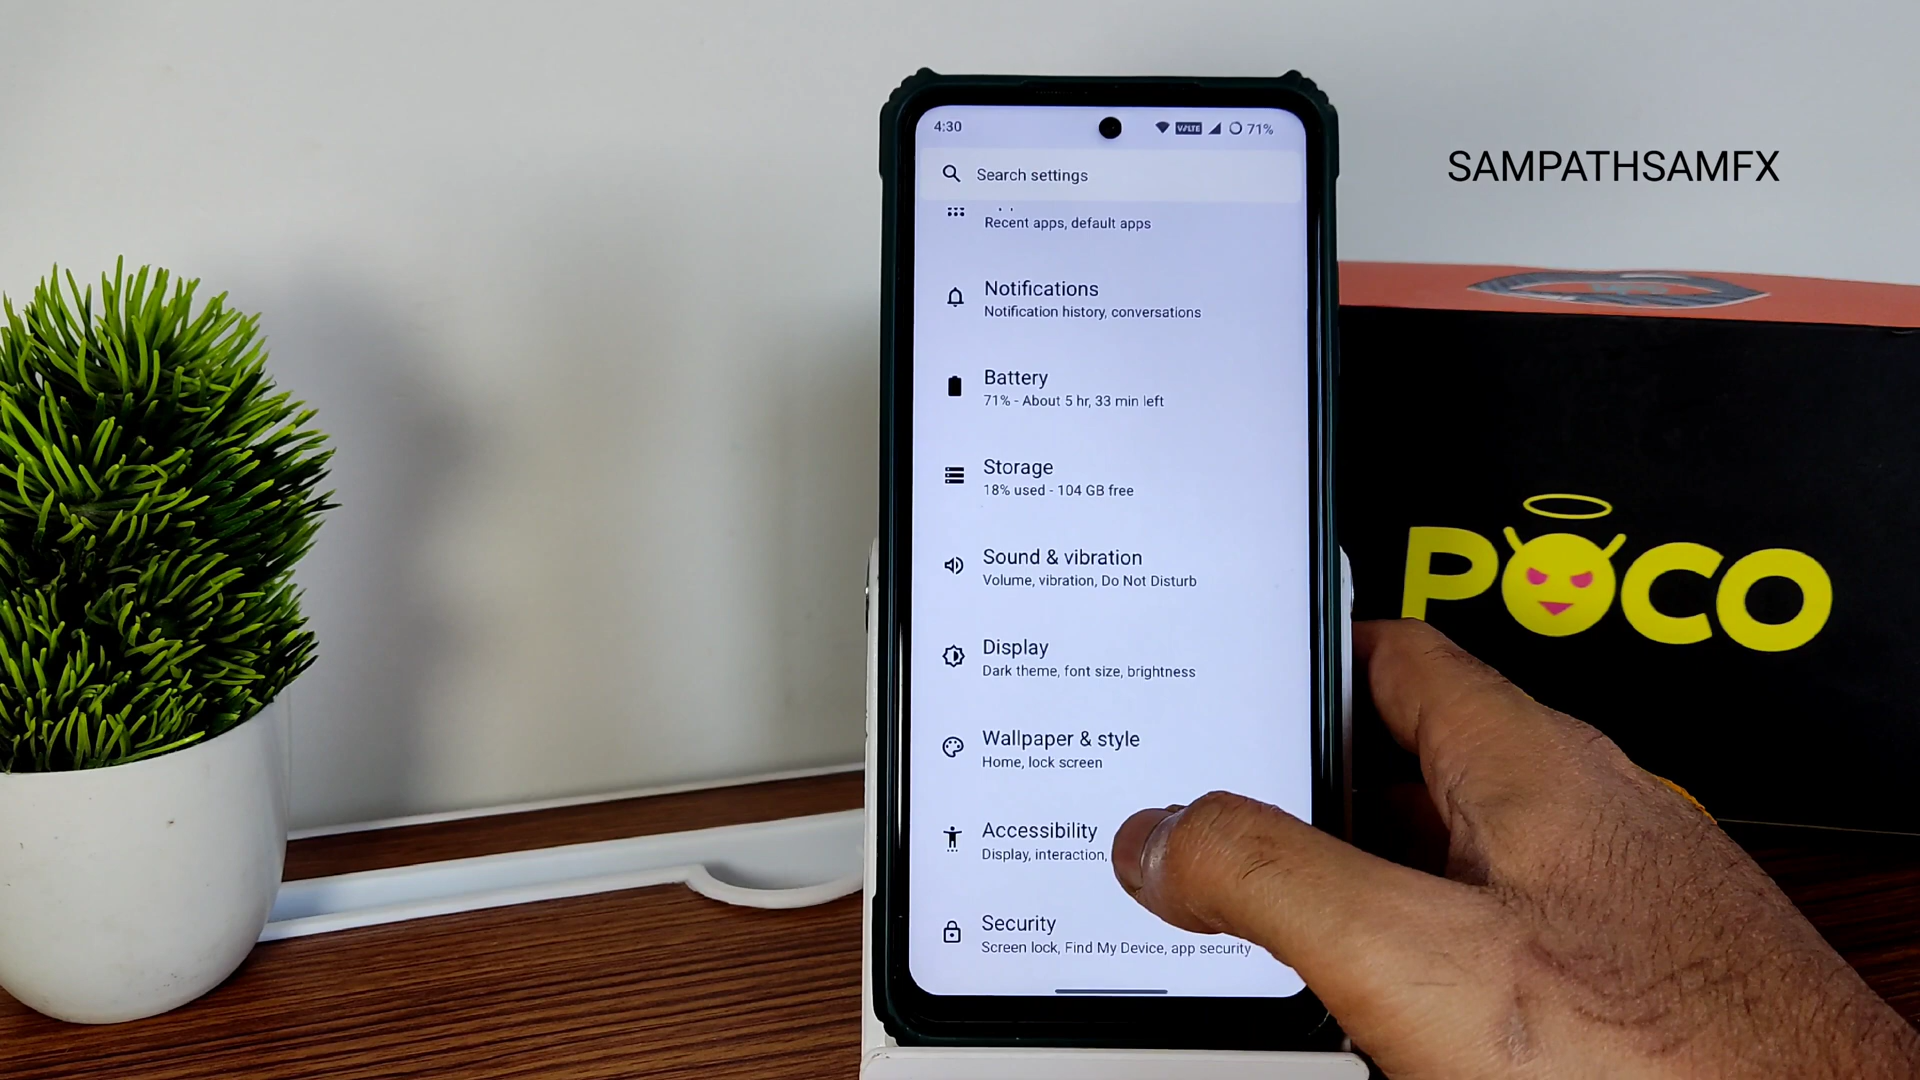 4:30
VoLTE
71%
Search settings
Recent apps, default apps
Notifications
Notification history, conversations
Battery
71% - About 5 hr, 33 min left
Storage
18% used - 104 GB free
Sound & vibration
Volume, vibration, Do Not Disturb
Display
Dark theme, font size, brightness
Wallpaper & style
Home, lock screen
Accessibility
Display, interaction,
Security
Screen lock, Find My Device, app security
SAMPATHSAMFX
POCO